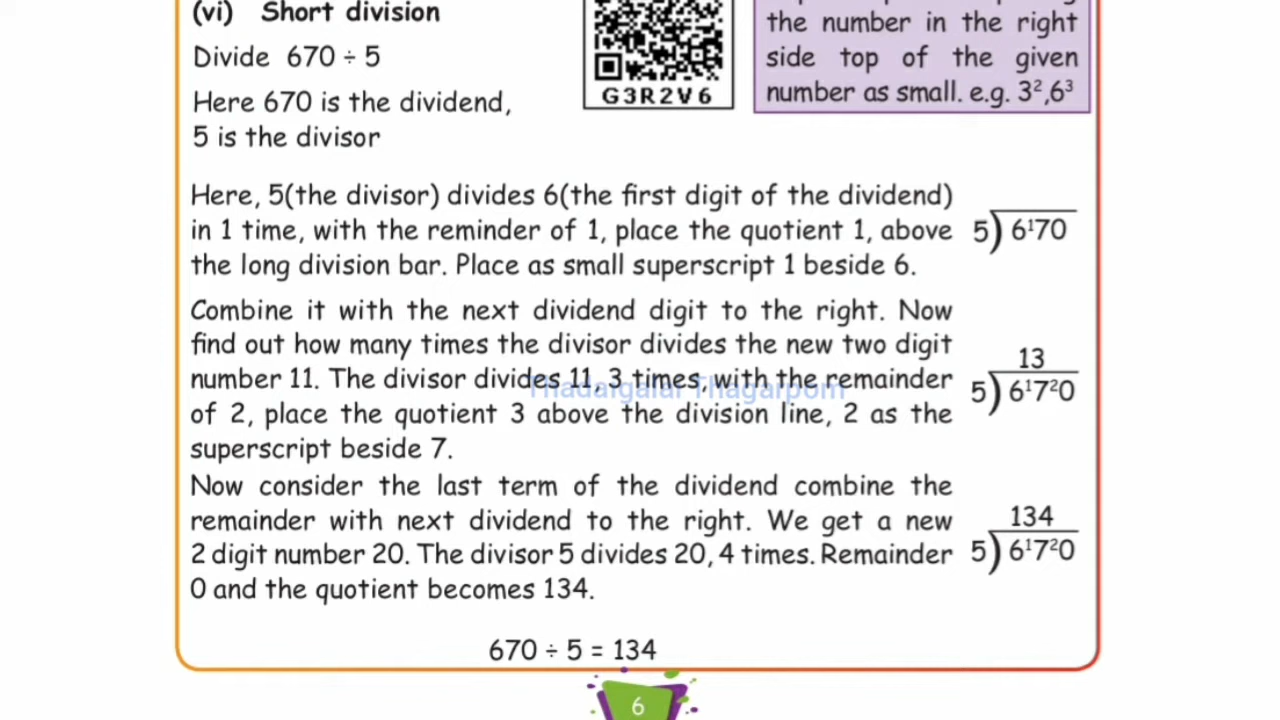 (vi) Short division
Divide 670 ÷ 5
Here 670 is the dividend,
5 is the divisor
G3R2V6
the number in the right
side top of the given
number as small. e.g. 3²,6³
Here, 5(the divisor) divides 6(the first digit of the dividend)
in 1 time, with the reminder of 1, place the quotient 1, above
the long division bar. Place as small superscript 1 beside 6.
5)6¹70
Combine it with the next dividend digit to the right. Now
find out how many times the divisor divides the new two digit
number 11. The divisor divides 11, 3 times, with the remainder
of 2, place the quotient 3 above the division line, 2 as the
superscript beside 7.
13
5)6¹7²0
Thadaigalai Thagarpom
Now consider the last term of the dividend combine the
remainder with next dividend to the right. We get a new
2 digit number 20. The divisor 5 divides 20, 4 times. Remainder
0 and the quotient becomes 134.
134
5)6¹7²0
670 ÷ 5 = 134
6